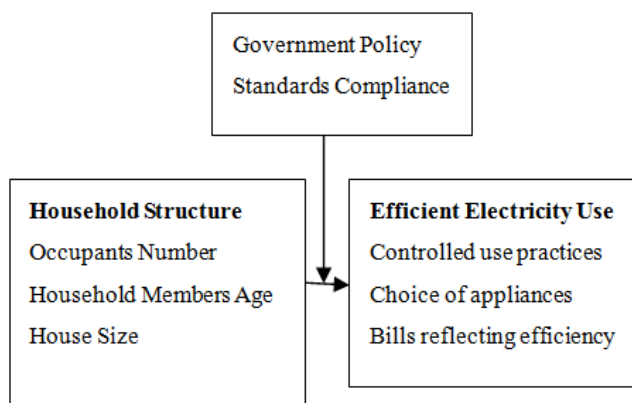 Government Policy
Standards Compliance
Household Structure
Occupants Number
Household Members Age
House Size
Efficient Electricity Use
Controlled use practices
Choice of appliances
Bills reflecting efficiency